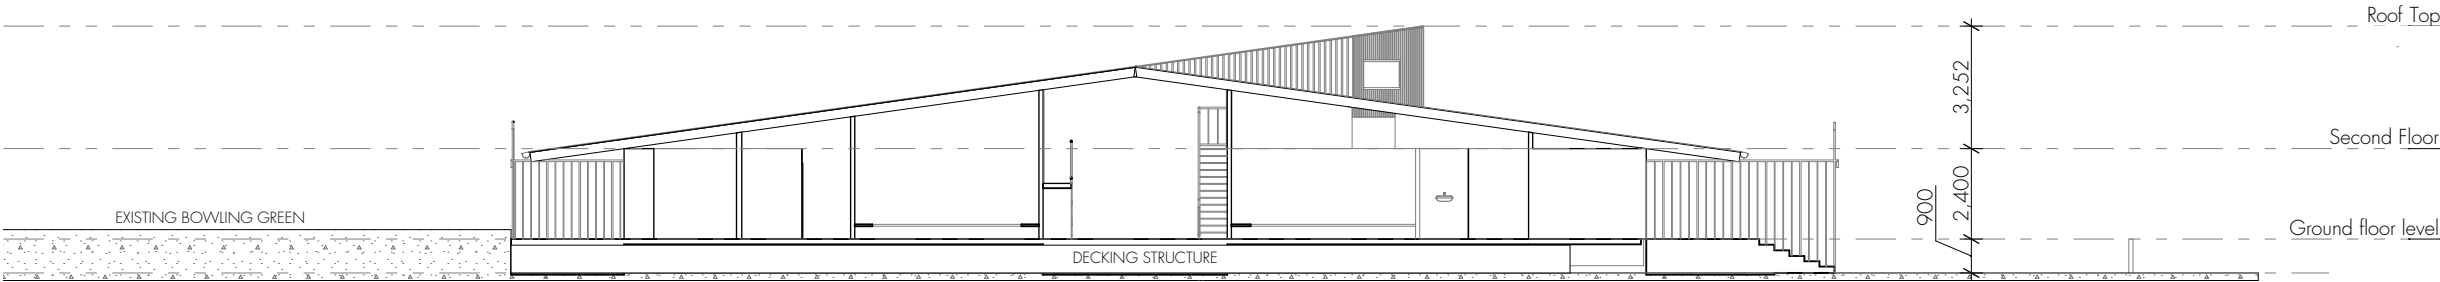 Roof Top
3,252
Second Floor
EXISTING BOWLING GREEN
900
2,400
Ground floor level
DECKING STRUCTURE